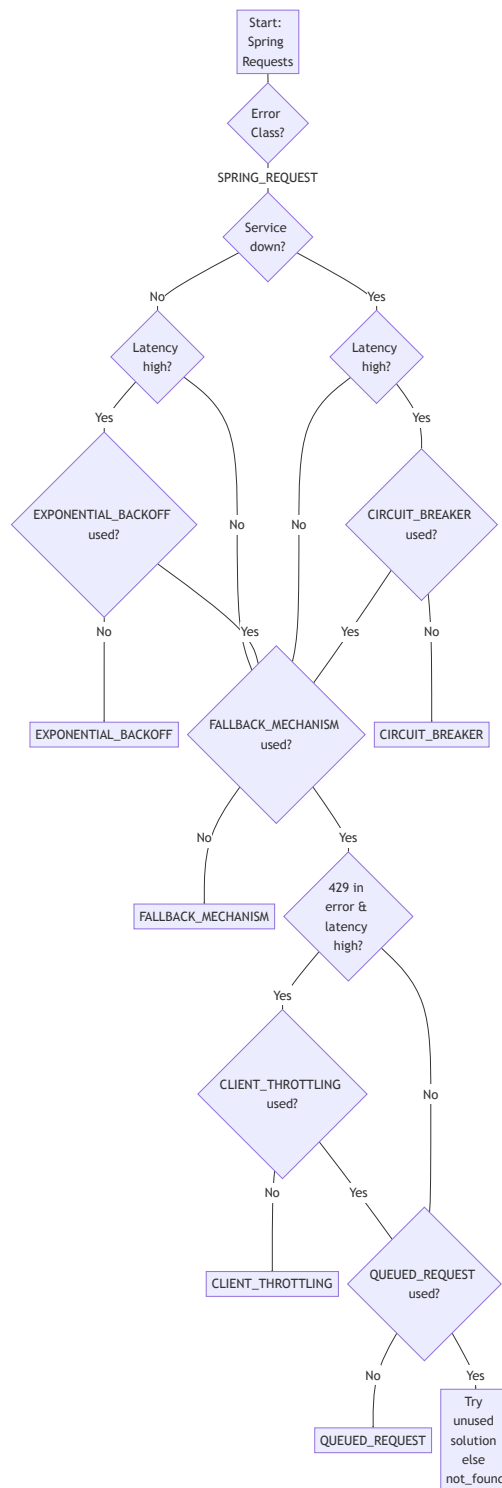 Start:
Spring
Requests
Error
Class?
SPRING_REQUEST
Service
down?
No
Yes
Latency
high?
Latency
high?
Yes
Yes
EXPONENTIAL_BACKOFF
used?
CIRCUIT_BREAKER
used?
No
No
No
Yes
Yes
No
EXPONENTIAL_BACKOFF
FALLBACK_MECHANISM
used?
CIRCUIT_BREAKER
No
Yes
FALLBACK_MECHANISM
429 in
error &
latency
high?
Yes
CLIENT_THROTTLING
used?
No
No
Yes
CLIENT_THROTTLING
QUEUED_REQUEST
used?
No
Yes
QUEUED_REQUEST
Try
unused
solution
else
not_found